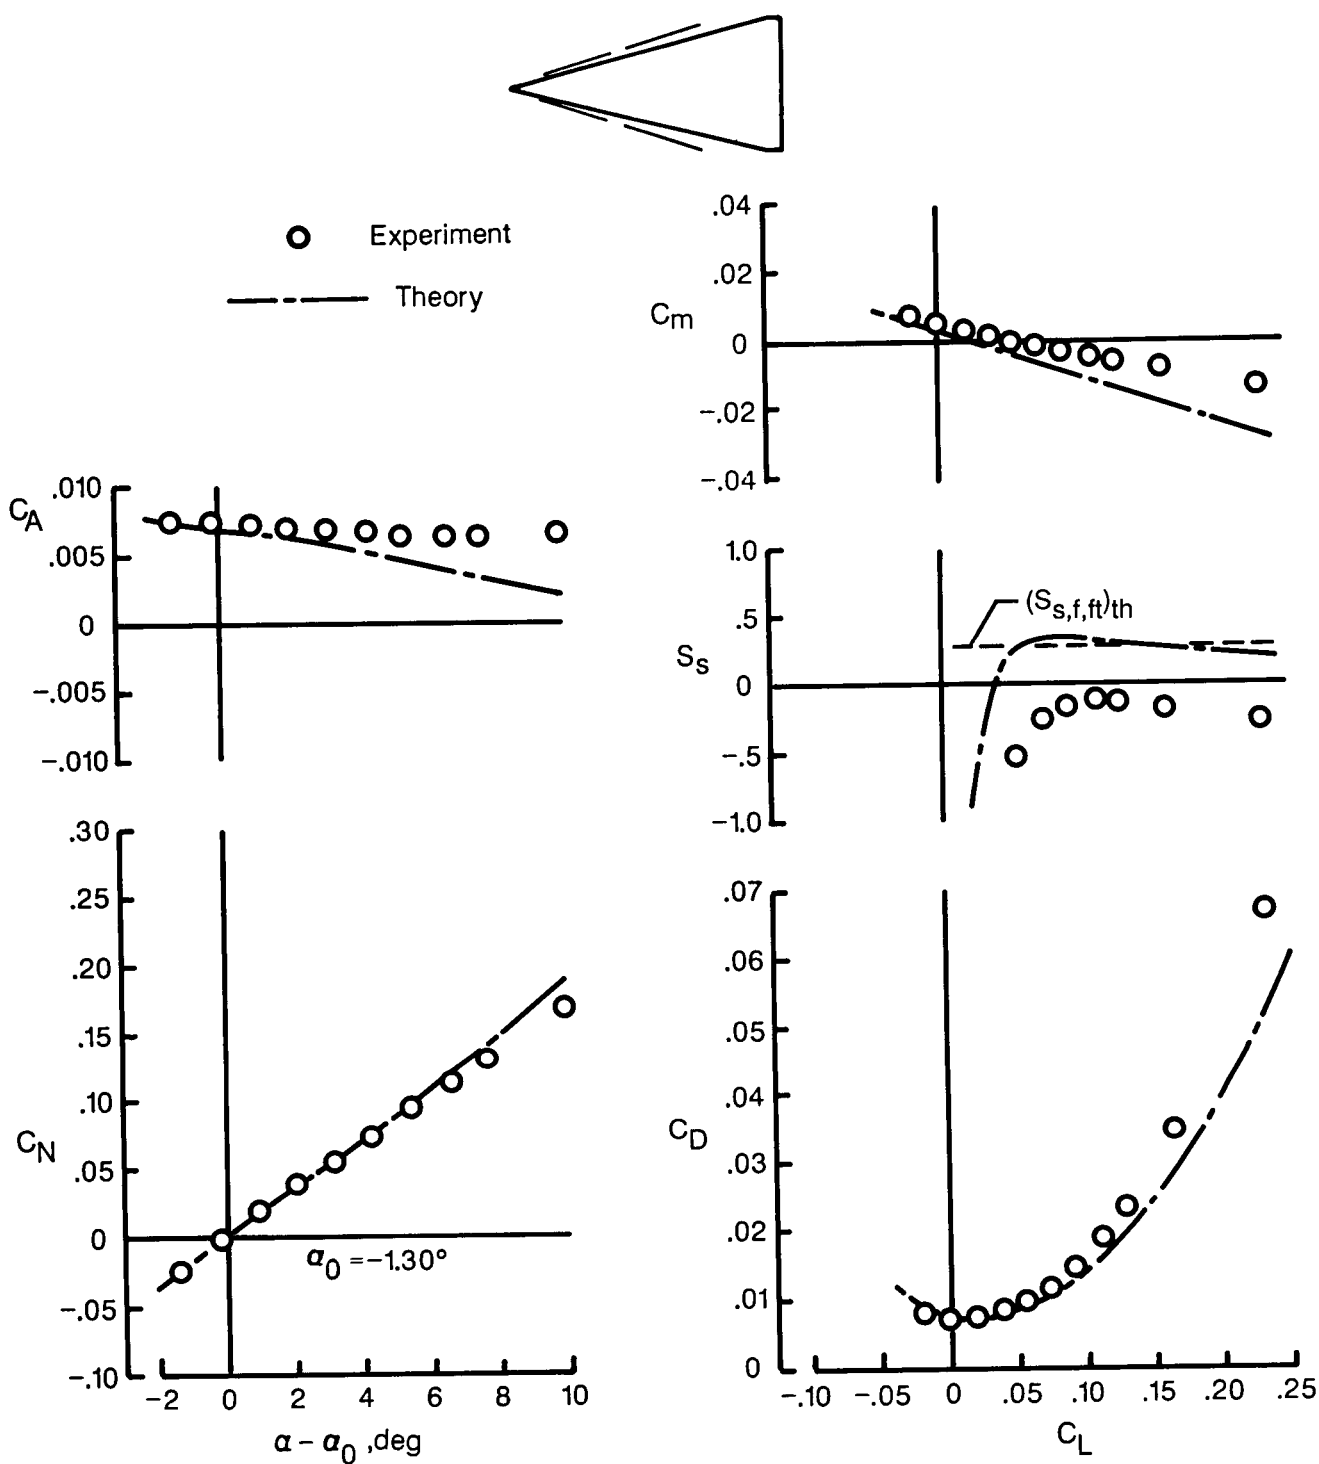 Experiment
Theory
.04
.02
Cm
0
-.02
-.04
.010
CA
.005
0
-.005
-.010
1.0
(Ss,f,ft)th
.5
Ss
0
-.5
-1.0
.30
.25
.20
.15
.10
CN
.05
0
α0 = -1.30°
-.05
-.10
-2 0 2 4 6 8 10
α - α0 ,deg
.07
.06
.05
.04
CD
.03
.02
.01
0
-.10 -.05 0 .05 .10 .15 .20 .25
CL